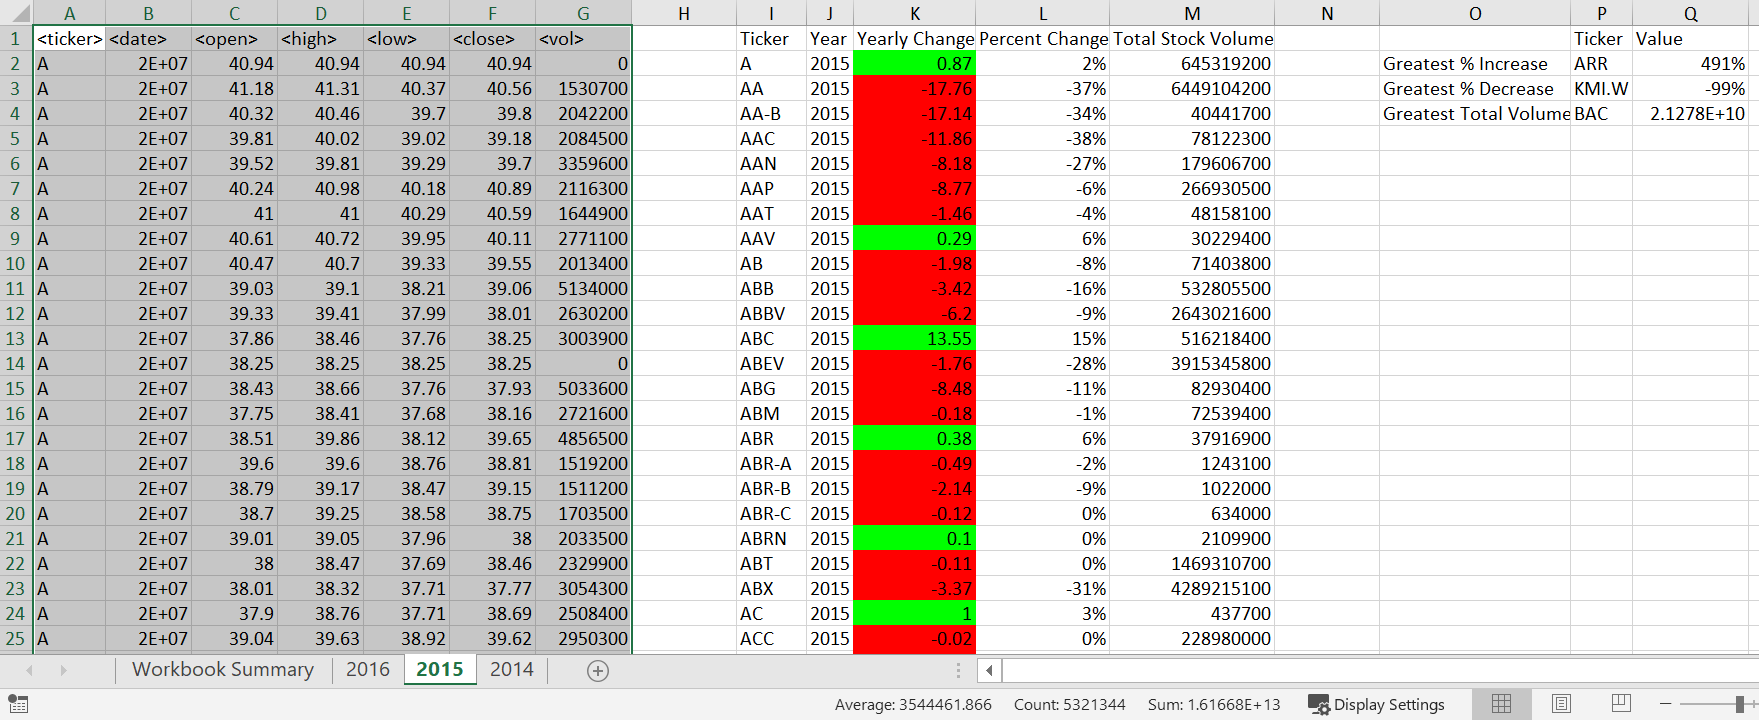 A B C D E F G H I J K L M N O P Q
1 <ticker> <date> <open> <high> <low> <close> <vol> Ticker Year Yearly Change Percent Change Total Stock Volume Ticker Value
2 A 2E+07 40.94 40.94 40.94 40.94 0 A 2015 0.87 2% 645319200 Greatest % Increase ARR 491%
3 A 2E+07 41.18 41.31 40.37 40.56 1530700 AA 2015 -17.76 -37% 6449104200 Greatest % Decrease KMI.W -99%
4 A 2E+07 40.32 40.46 39.7 39.8 2042200 AA-B 2015 -17.14 -34% 40441700 Greatest Total Volume BAC 2.1278E+10
5 A 2E+07 39.81 40.02 39.02 39.18 2084500 AAC 2015 -11.86 -38% 78122300
6 A 2E+07 39.52 39.81 39.29 39.7 3359600 AAN 2015 -8.18 -27% 179606700
7 A 2E+07 40.24 40.98 40.18 40.89 2116300 AAP 2015 -8.77 -6% 266930500
8 A 2E+07 41 41 40.29 40.59 1644900 AAT 2015 -1.46 -4% 48158100
9 A 2E+07 40.61 40.72 39.95 40.11 2771100 AAV 2015 0.29 6% 30229400
10 A 2E+07 40.47 40.7 39.33 39.55 2013400 AB 2015 -1.98 -8% 71403800
11 A 2E+07 39.03 39.1 38.21 39.06 5134000 ABB 2015 -3.42 -16% 532805500
12 A 2E+07 39.33 39.41 37.99 38.01 2630200 ABBV 2015 -6.2 -9% 2643021600
13 A 2E+07 37.86 38.46 37.76 38.25 3003900 ABC 2015 13.55 15% 516218400
14 A 2E+07 38.25 38.25 38.25 38.25 0 ABEV 2015 -1.76 -28% 3915345800
15 A 2E+07 38.43 38.66 37.76 37.93 5033600 ABG 2015 -8.48 -11% 82930400
16 A 2E+07 37.75 38.41 37.68 38.16 2721600 ABM 2015 -0.18 -1% 72539400
17 A 2E+07 38.51 39.86 38.12 39.65 4856500 ABR 2015 0.38 6% 37916900
18 A 2E+07 39.6 39.6 38.76 38.81 1519200 ABR-A 2015 -0.49 -2% 1243100
19 A 2E+07 38.79 39.17 38.47 39.15 1511200 ABR-B 2015 -2.14 -9% 1022000
20 A 2E+07 38.7 39.25 38.58 38.75 1703500 ABR-C 2015 -0.12 0% 634000
21 A 2E+07 39.01 39.05 37.96 38 2033500 ABRN 2015 0.1 0% 2109900
22 A 2E+07 38 38.47 37.69 38.46 2329900 ABT 2015 -0.11 0% 1469310700
23 A 2E+07 38.01 38.32 37.71 37.77 3054300 ABX 2015 -3.37 -31% 4289215100
24 A 2E+07 37.9 38.76 37.71 38.69 2508400 AC 2015 1 3% 437700
25 A 2E+07 39.04 39.63 38.92 39.62 2950300 ACC 2015 -0.02 0% 228980000
Workbook Summary 2016 2015 2014
Average: 3544461.866 Count: 5321344 Sum: 1.61668E+13 Display Settings